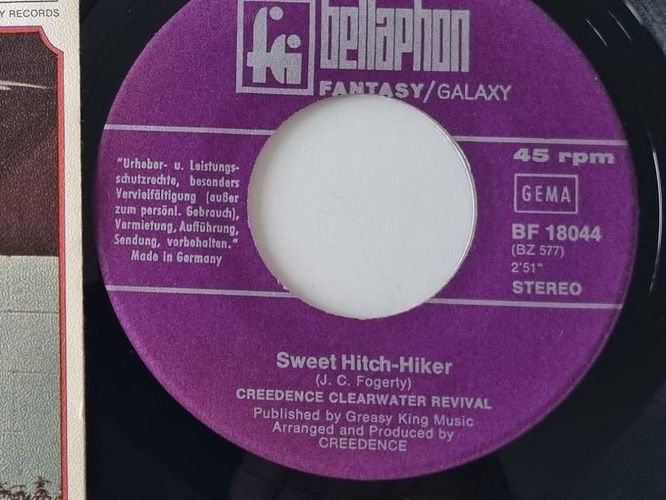 Y RECORDS
bellaphon
FANTASY/GALAXY
45 rpm
GEMA
BF 18044
(BZ 577)
2'51"
STEREO
"Urheber- u. Leistungs-
schutzrechte, besonders
Vervielfältigung (außer
zum persönl. Gebrauch),
Vermietung, Aufführung,
Sendung, vorbehalten."
Made in Germany
Sweet Hitch-Hiker
(J. C. Fogerty)
CREEDENCE CLEARWATER REVIVAL
Published by Greasy King Music
Arranged and Produced by
CREEDENCE